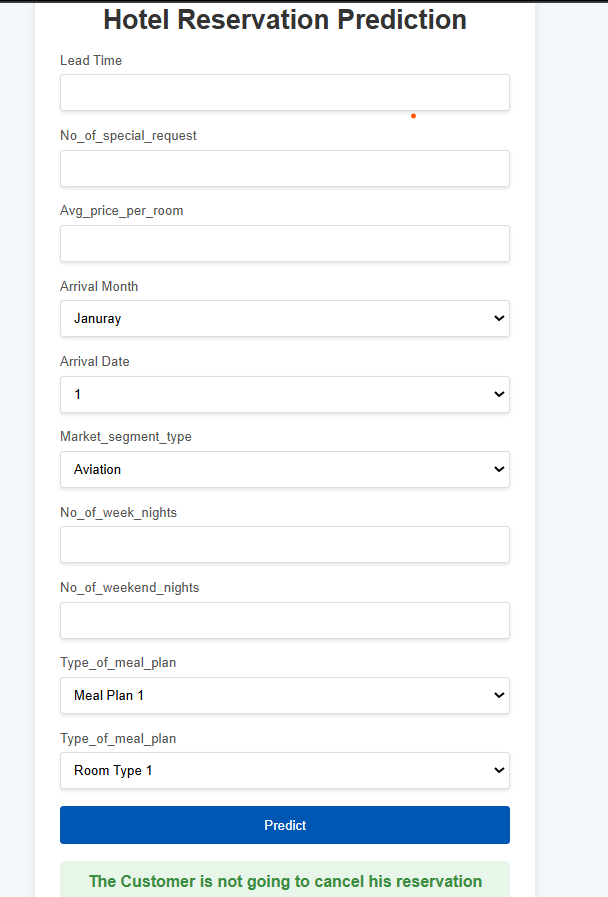 Hotel Reservation Prediction
Lead Time
No_of_special_request
Avg_price_per_room
Arrival Month
Januray
Arrival Date
1
Market_segment_type
Aviation
No_of_week_nights
No_of_weekend_nights
Type_of_meal_plan
Meal Plan 1
Type_of_meal_plan
Room Type 1
Predict
The Customer is not going to cancel his reservation